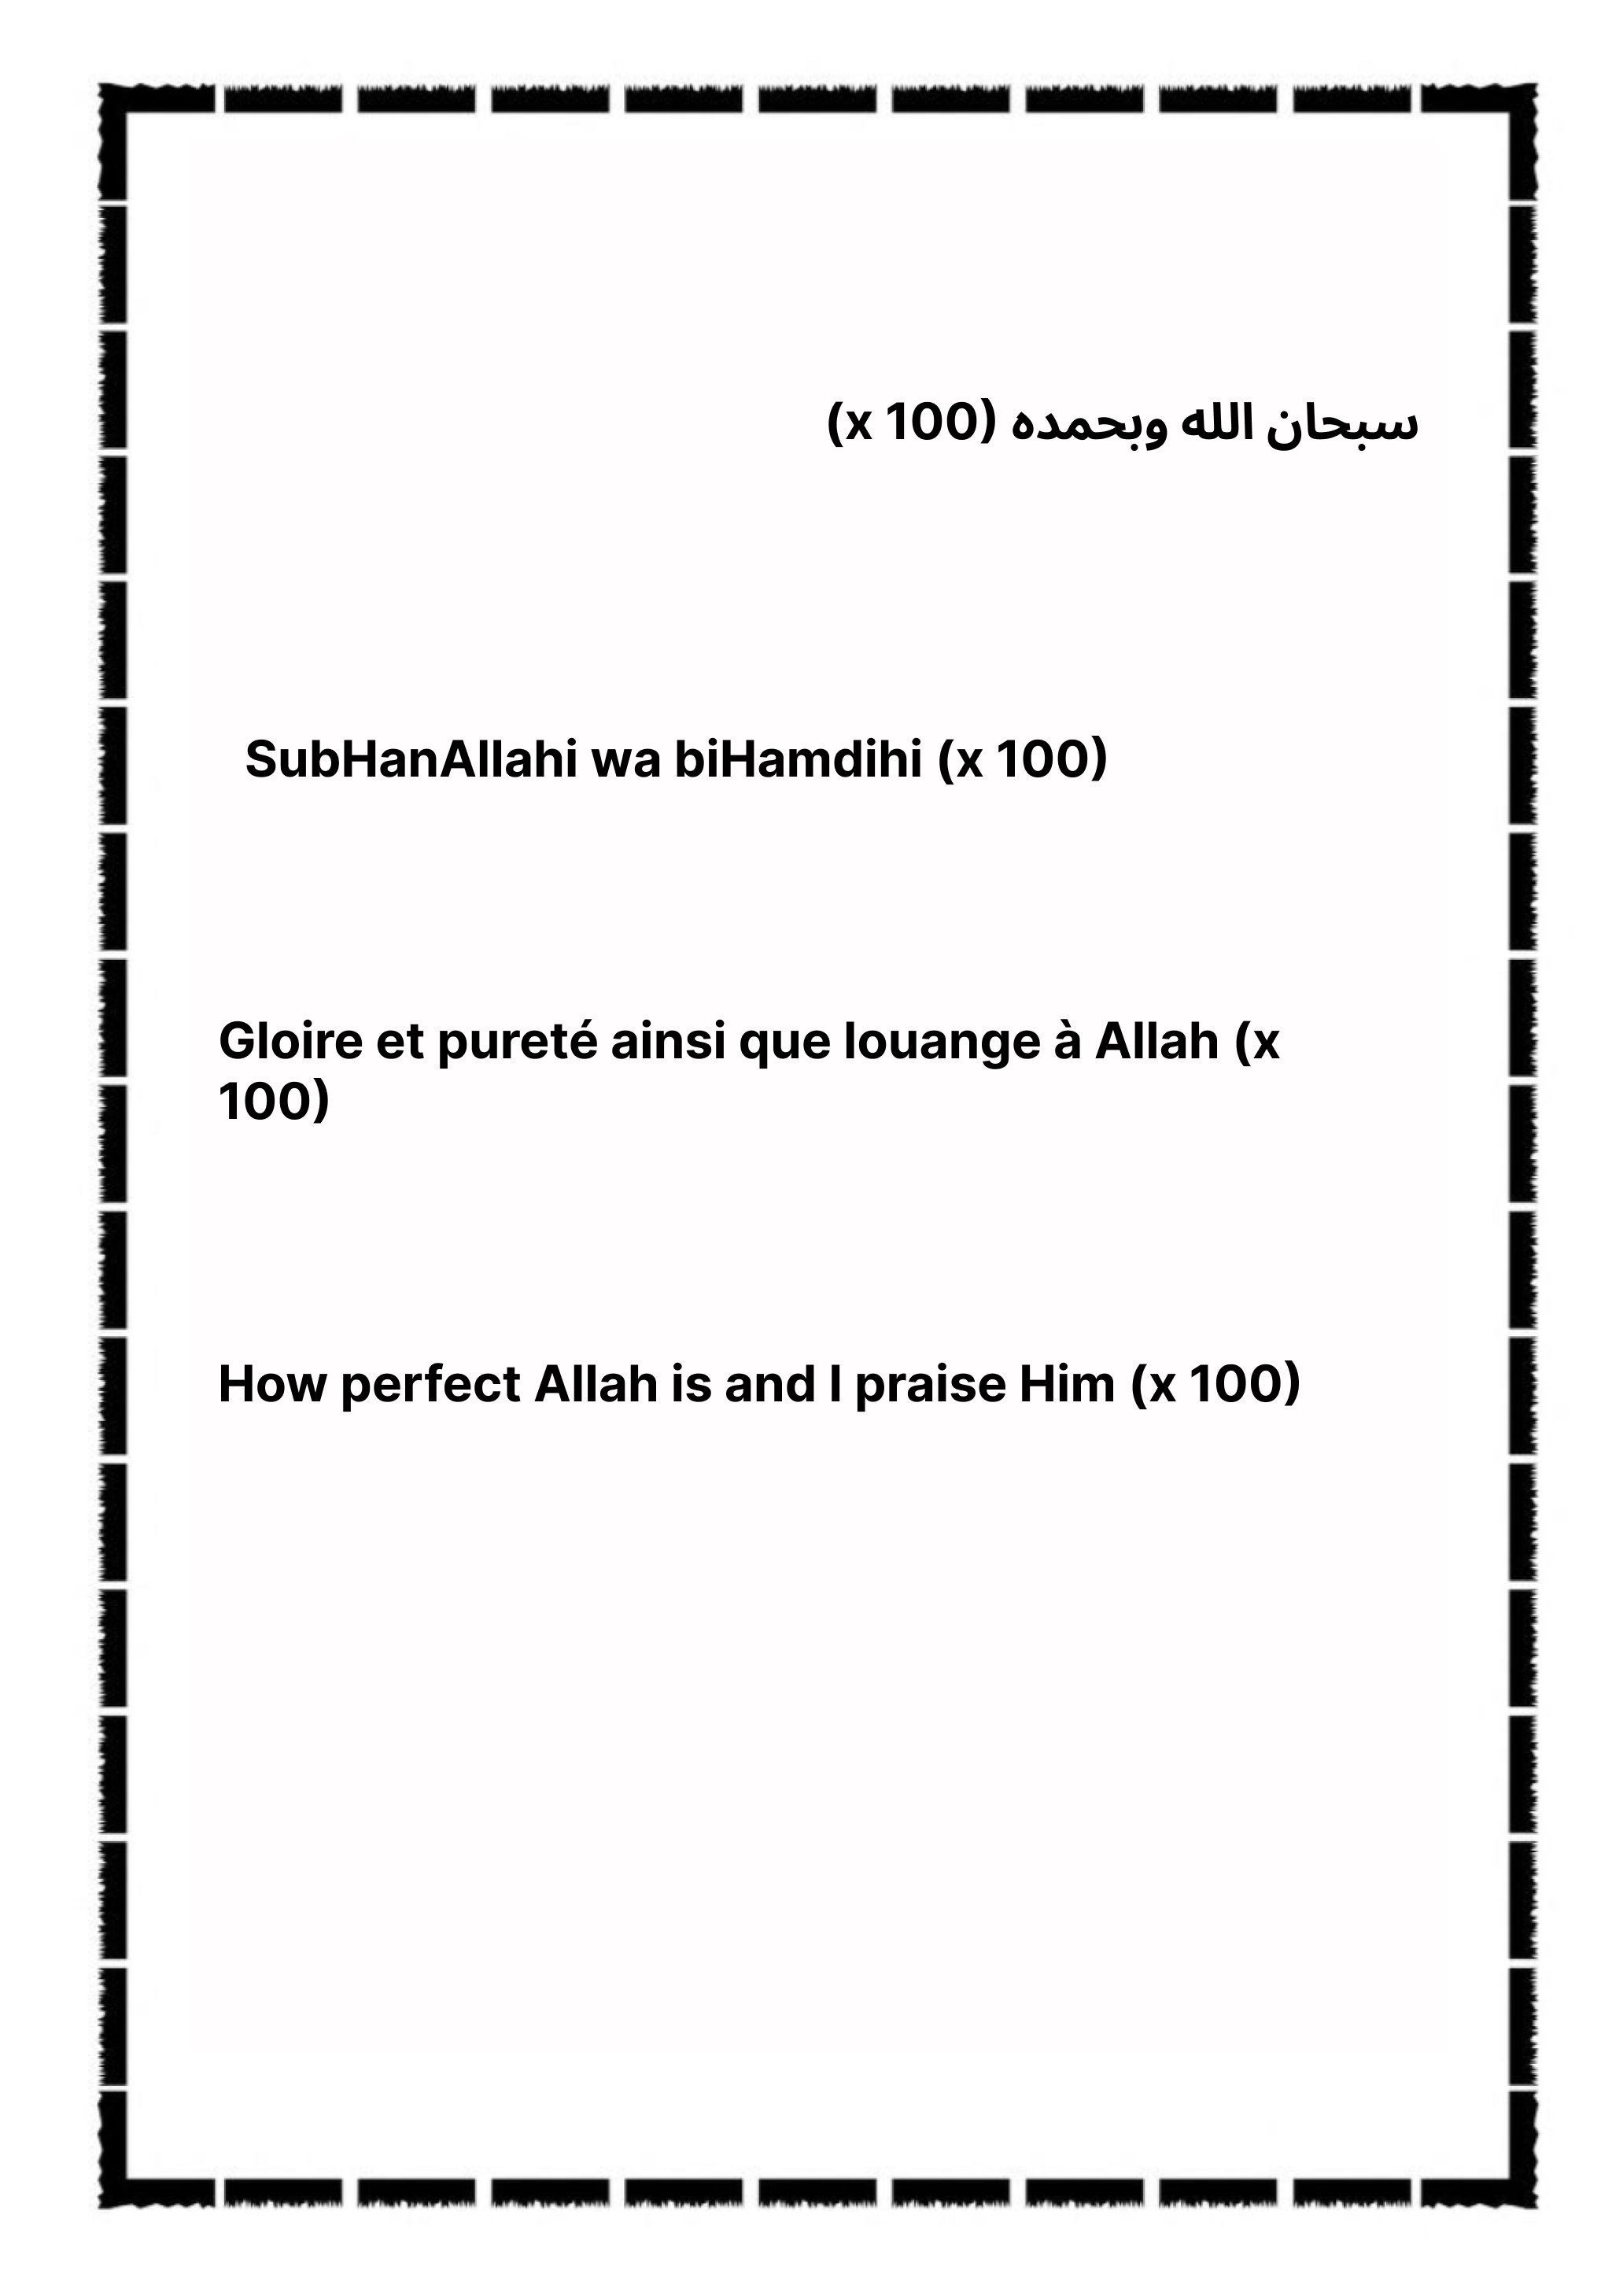 سبحان الله وبحمده (x 100)
SubHanAllahi wa biHamdihi (x 100)
Gloire et pureté ainsi que louange à Allah (x
100)
How perfect Allah is and I praise Him (x 100)